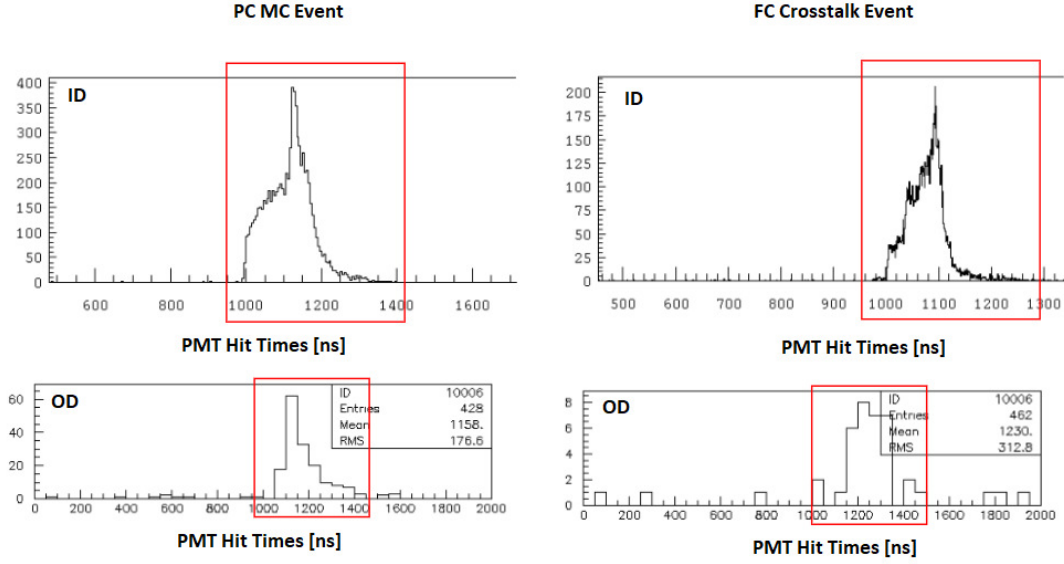 PC MC Event
FC Crosstalk Event
ID
400
350
300
250
200
150
100
50
0
600 800 1000 1200 1400 1600
PMT Hit Times [ns]
ID
200
175
150
125
100
75
50
25
0
500 600 700 800 900 1000 1100 1200 1300
PMT Hit Times [ns]
OD
60
40
20
0
ID 10006
Entries 428
Mean 1158.
RMS 176.6
0 200 400 600 800 1000 1200 1400 1600 1800 2000
PMT Hit Times [ns]
OD
8
6
4
2
0
ID 10006
Entries 462
Mean 1230.
RMS 312.8
0 200 400 600 800 1000 1200 1400 1600 1800 2000
PMT Hit Times [ns]